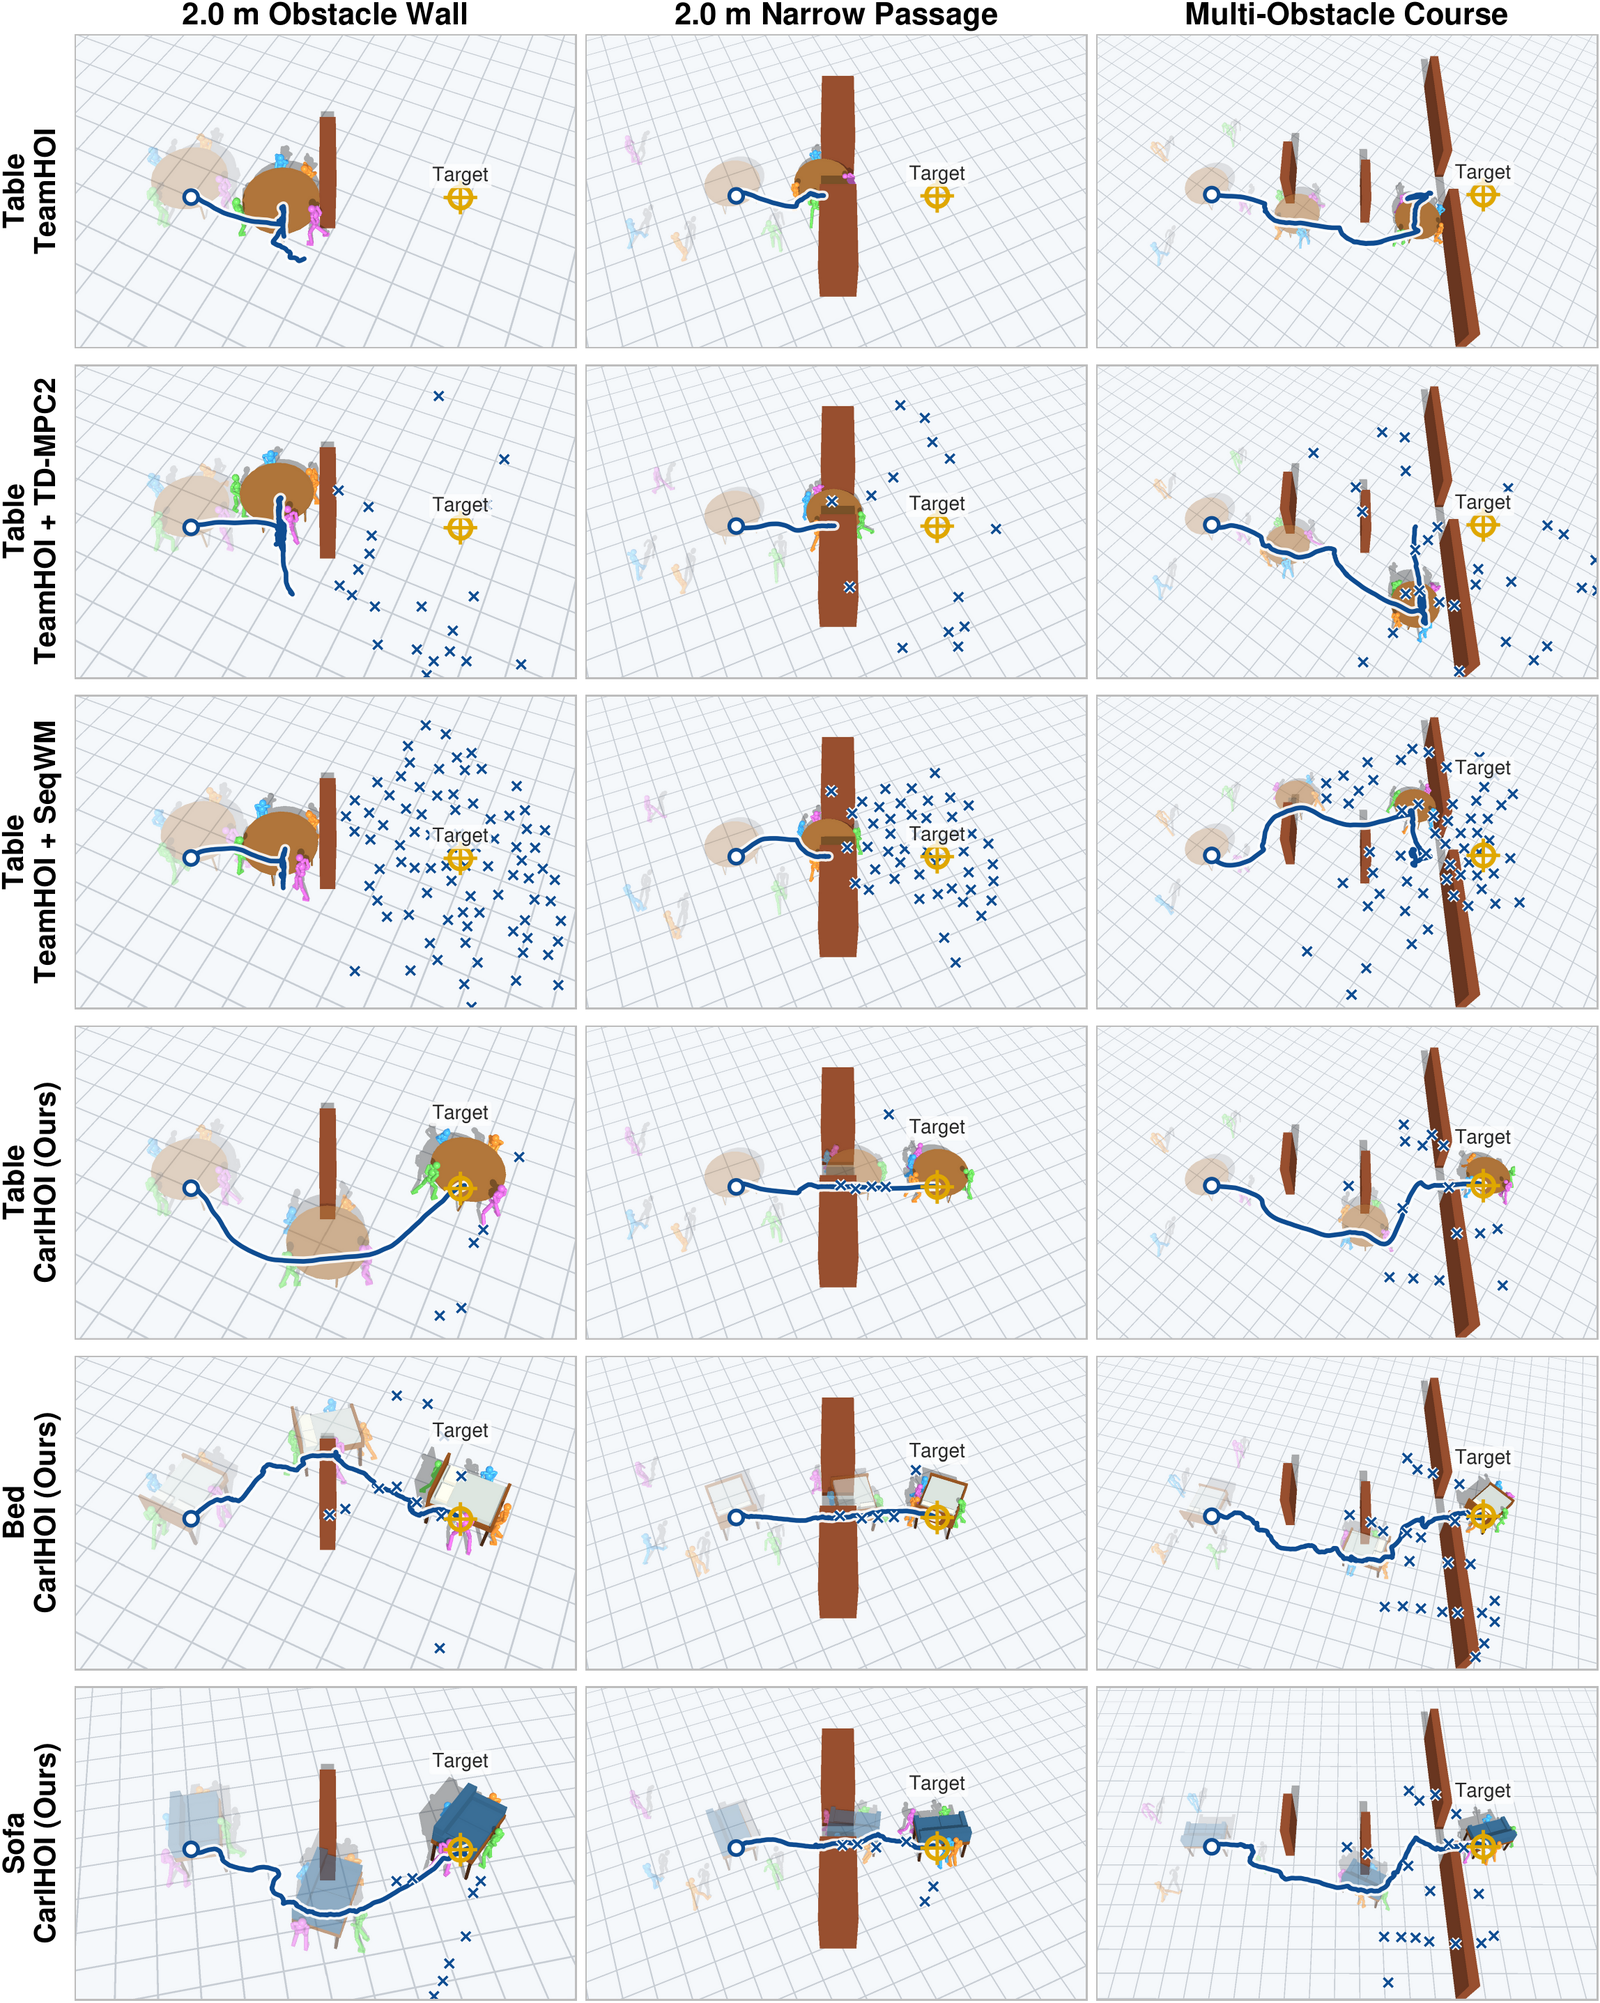 2.0 m Obstacle Wall
2.0 m Narrow Passage
Multi-Obstacle Course
Table
TeamHOI
Target
Target
Target
Table
TeamHOI + TD-MPC2
Target
Target
Target
Table
TeamHOI + SeqWM
Target
Target
Target
Table
CarlHOI (Ours)
Target
Target
Target
Bed
CarlHOI (Ours)
Target
Target
Target
Sofa
CarlHOI (Ours)
Target
Target
Target